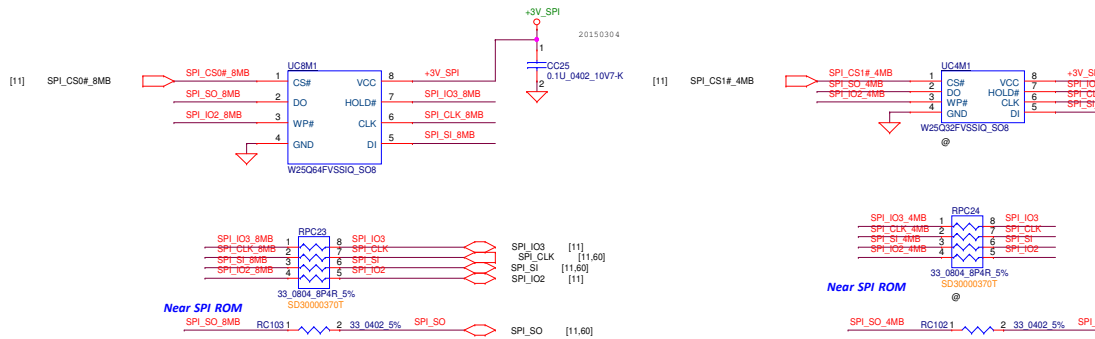 +3V_SPI
20150304
1
CC25
0.1U_0402_10V7-K
2
[11] SPI_CS0#_8MB
SPI_CS0#_8MB
SPI_SO_8MB
SPI_IO2_8MB
1
2
3
4
UC8M1
CS#
DO
WP#
GND
VCC
HOLD#
CLK
DI
W25Q64FVSSIQ_SO8
8
7
6
5
+3V_SPI
SPI_IO3_8MB
SPI_CLK_8MB
SPI_SI_8MB
[11] SPI_CS1#_4MB
SPI_CS1#_4MB
SPI_SO_4MB
SPI_IO2_4MB
1
2
3
4
UC4M1
CS#
DO
WP#
GND
VCC
HOLD#
CLK
DI
W25Q32FVSSIQ_SO8
@
8
7
6
5
+3V_S
SPI_IO
SPI_CL
SPI_SI
RPC23
SPI_IO3_8MB 1 8 SPI_IO3
SPI_CLK_8MB 2 7 SPI_CLK
SPI_SI_8MB 3 6 SPI_SI
SPI_IO2_8MB 4 5 SPI_IO2
33_0804_8P4R_5%
SD30000370T
SPI_IO3 [11]
SPI_CLK [11,60]
SPI_SI [11,60]
SPI_IO2 [11]
Near SPI ROM
SPI_SO_8MB RC103 1 2 33_0402_5% SPI_SO
SPI_SO [11,60]
RPC24
SPI_IO3_4MB 1 8 SPI_IO3
SPI_CLK_4MB 2 7 SPI_CLK
SPI_SI_4MB 3 6 SPI_SI
SPI_IO2_4MB 4 5 SPI_IO2
33_0804_8P4R_5%
SD30000370T
@
Near SPI ROM
SPI_SO_4MB RC102 1 2 33_0402_5% SPI_